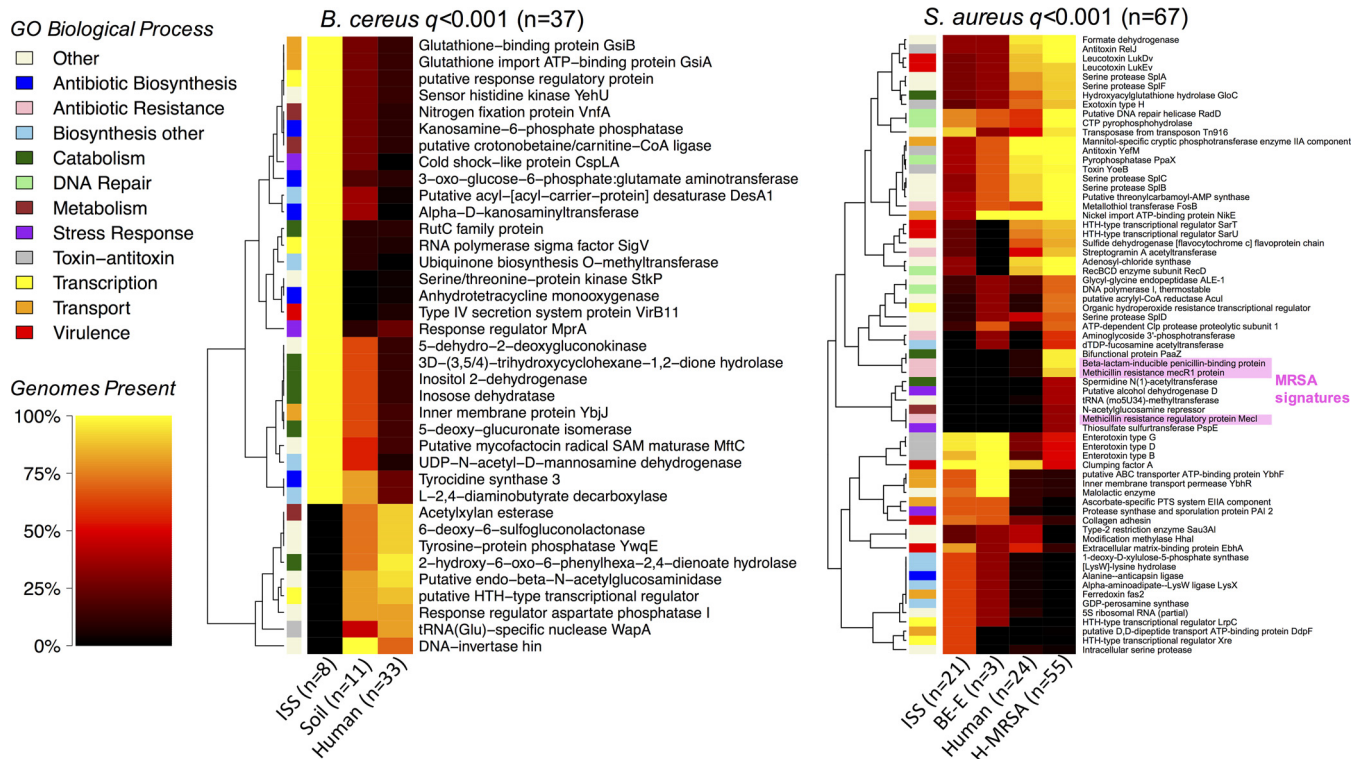 B. cereus q<0.001 (n=37)
S. aureus q<0.001 (n=67)
GO Biological Process
Other
Antibiotic Biosynthesis
Antibiotic Resistance
Biosynthesis other
Catabolism
DNA Repair
Metabolism
Stress Response
Toxin−antitoxin
Transcription
Transport
Virulence
Genomes Present
100%
75%
50%
25%
0%
Glutathione−binding protein GsiB
Glutathione import ATP−binding protein GsiA
putative response regulatory protein
Sensor histidine kinase YehU
Nitrogen fixation protein VnfA
Kanosamine−6−phosphate phosphatase
putative crotonobetaine/carnitine−CoA ligase
Cold shock−like protein CspLA
3−oxo−glucose−6−phosphate:glutamate aminotransferase
Putative acyl−[acyl−carrier−protein] desaturase DesA1
Alpha−D−kanosaminyltransferase
RutC family protein
RNA polymerase sigma factor SigV
Ubiquinone biosynthesis O−methyltransferase
Serine/threonine−protein kinase StkP
Anhydrotetracycline monooxygenase
Type IV secretion system protein VirB11
Response regulator MprA
5−dehydro−2−deoxygluconokinase
3D−(3,5/4)−trihydroxycyclohexane−1,2−dione hydrolase
Inositol 2−dehydrogenase
Inosose dehydratase
Inner membrane protein YbjJ
5−deoxy−glucuronate isomerase
Putative mycofactocin radical SAM maturase MftC
UDP−N−acetyl−D−mannosamine dehydrogenase
Tyrocidine synthase 3
L−2,4−diaminobutyrate decarboxylase
Acetylxylan esterase
6−deoxy−6−sulfogluconolactonase
Tyrosine−protein phosphatase YwqE
2−hydroxy−6−oxo−6−phenylhexa−2,4−dienoate hydrolase
Putative endo−beta−N−acetylglucosaminidase
putative HTH−type transcriptional regulator
Response regulator aspartate phosphatase I
tRNA(Glu)−specific nuclease WapA
DNA−invertase hin
ISS (n=8)
Soil (n=11)
Human (n=33)
Formate dehydrogenase
Antitoxin RelJ
Leucotoxin LukDv
Leucotoxin LukEv
Serine protease SplA
Serine protease SplF
Hydroxyacylglutathione hydrolase GloC
Exotoxin type H
Putative DNA repair helicase RadD
CTP pyrophosphohydrolase
Transposase from transposon Tn916
Mannitol−specific cryptic phosphotransferase enzyme IIA component
Antitoxin YefM
Pyrophosphatase PpaX
Toxin YoeB
Serine protease SplC
Serine protease SplB
Putative threonylcarbamoyl−AMP synthase
Metallothiol transferase FosB
Nickel import ATP−binding protein NikE
HTH−type transcriptional regulator SarT
HTH−type transcriptional regulator SarU
Sulfide dehydrogenase [flavocytochrome c] flavoprotein chain
Streptogramin A acetyltransferase
Adenosyl−chloride synthase
RecBCD enzyme subunit RecD
Glycyl−glycine endopeptidase ALE−1
DNA polymerase I, thermostable
putative acrylyl−CoA reductase AcuI
Organic hydroperoxide resistance transcriptional regulator
Serine protease SplD
ATP−dependent Clp protease proteolytic subunit 1
Aminoglycoside 3'−phosphotransferase
dTDP−fucosamine acetyltransferase
Bifunctional protein PaaZ
Beta−lactam−inducible penicillin−binding protein
Methicillin resistance mecR1 protein
Spermidine N(1)−acetyltransferase
Putative alcohol dehydrogenase D
tRNA (mo5U34)−methyltransferase
N−acetylglucosamine repressor
Methicillin resistance regulatory protein MecI
Thiosulfate sulfurtransferase PspE
MRSA
signatures
Enterotoxin type G
Enterotoxin type D
Enterotoxin type B
Clumping factor A
putative ABC transporter ATP−binding protein YbhF
Inner membrane transport permease YbhR
Malolactic enzyme
Ascorbate−specific PTS system EIIA component
Protease synthase and sporulation protein PAI 2
Collagen adhesin
Type−2 restriction enzyme Sau3AI
Modification methylase HhaI
Extracellular matrix−binding protein EbhA
1−deoxy−D−xylulose−5−phosphate synthase
[LysW]−lysine hydrolase
Alanine−−anticapsin ligase
Alpha−aminoadipate−−LysW ligase LysX
Ferredoxin fas2
GDP−perosamine synthase
5S ribosomal RNA (partial)
HTH−type transcriptional regulator LrpC
putative D,D−dipeptide transport ATP−binding protein DdpF
HTH−type transcriptional regulator Xre
Intracellular serine protease
ISS (n=21)
BE-E (n=3)
Human (n=24)
H-MRSA (n=55)